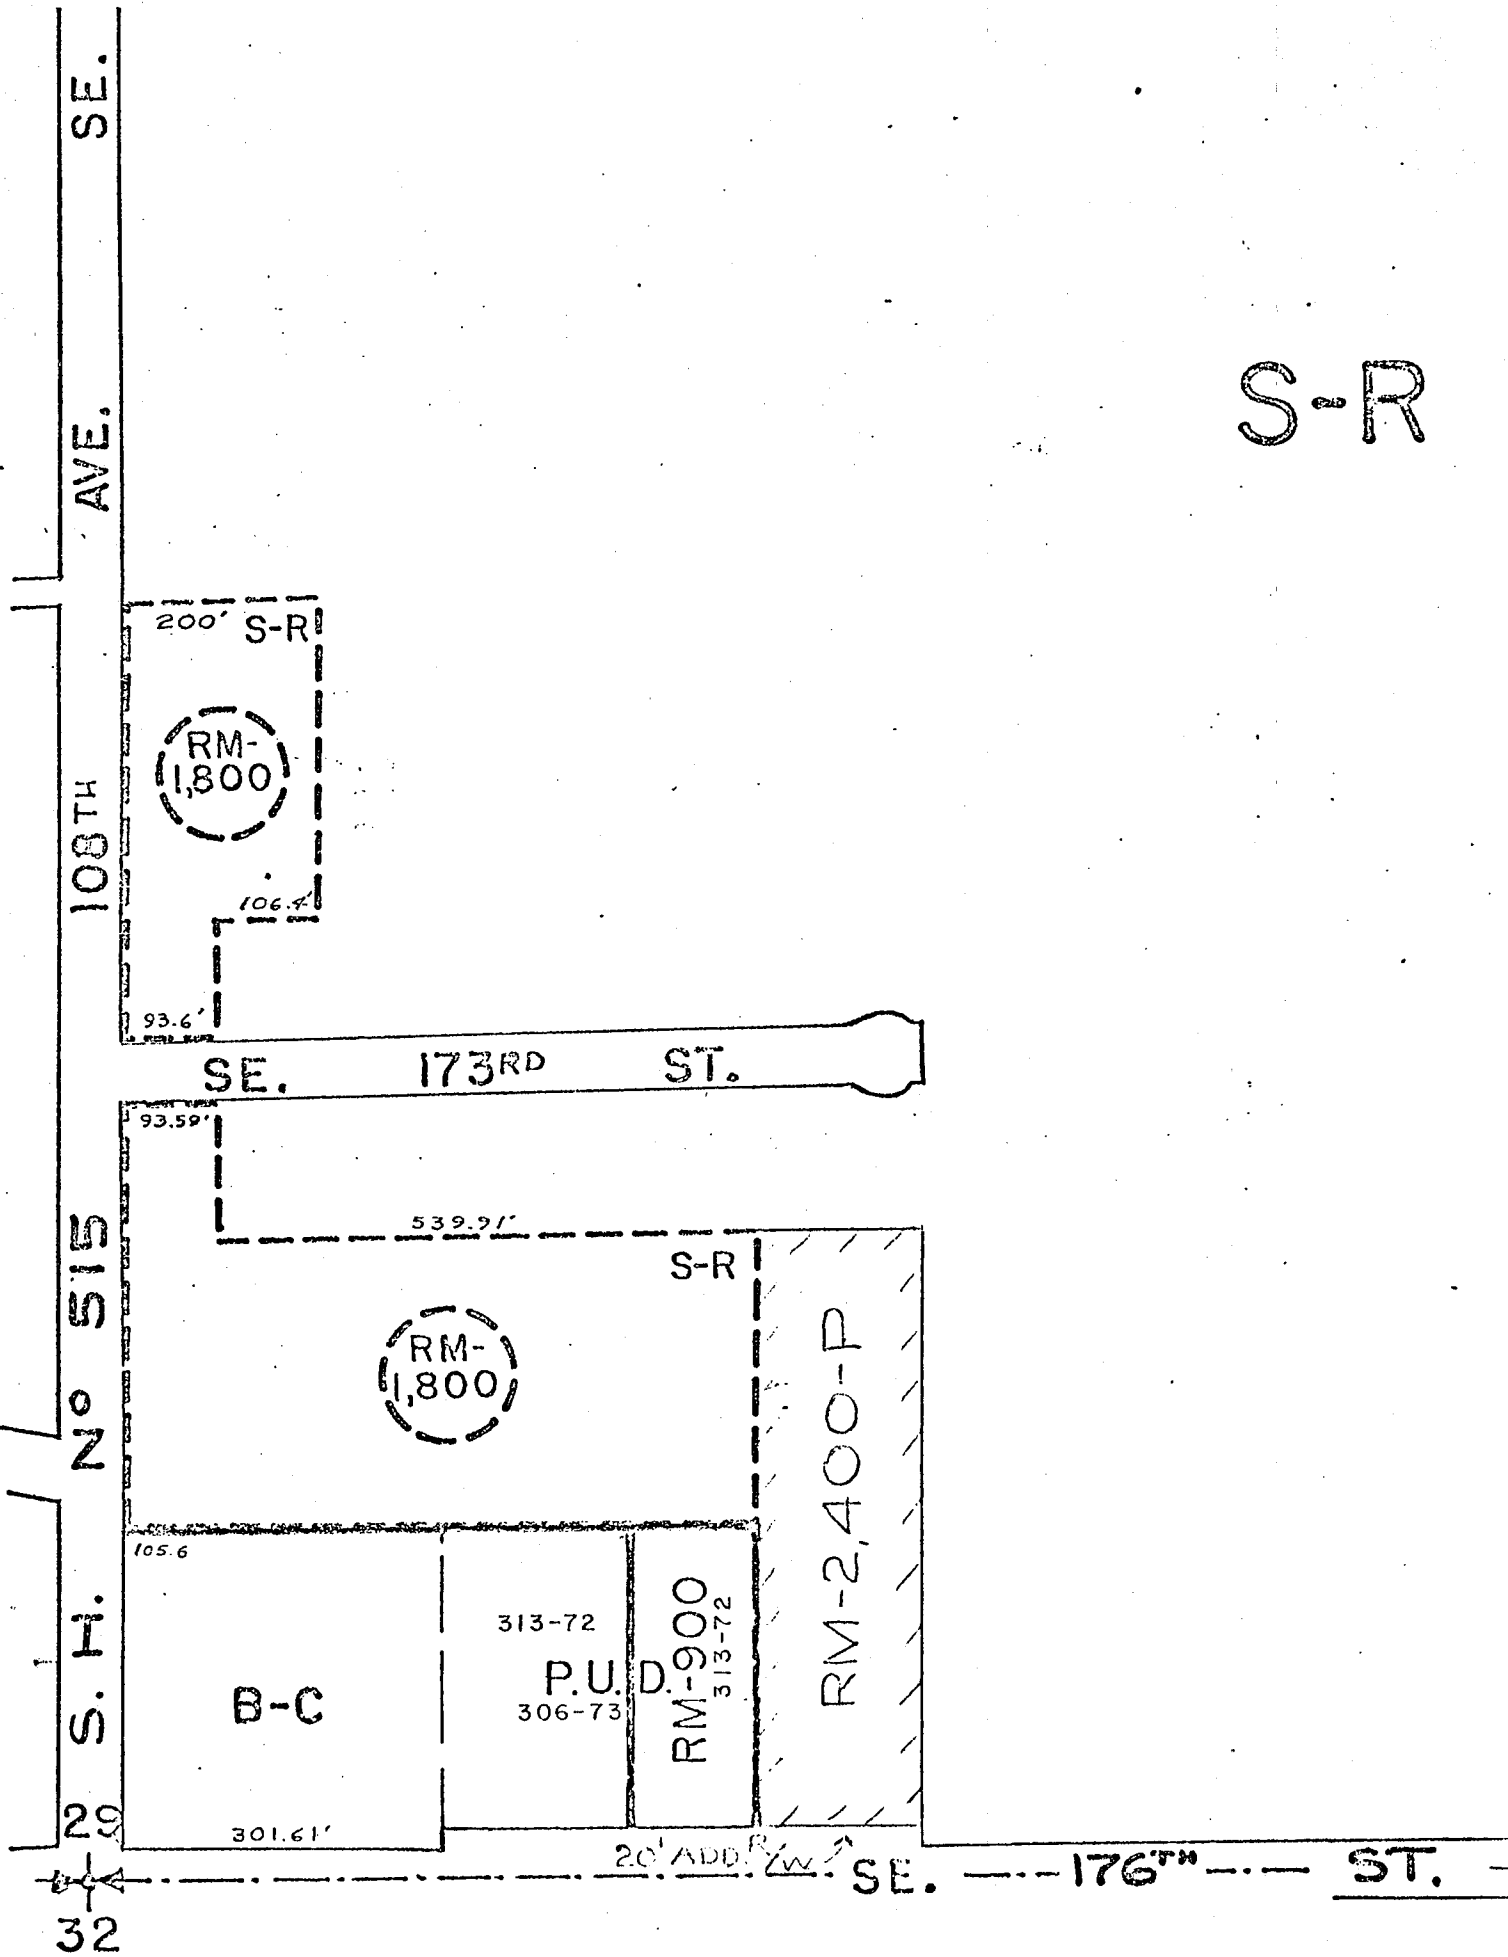 S. H. Nº 515 108TH AVE. SE.
S-R
200' S-R
RM-
1,800
106.4'
93.6'
SE. 173RD ST.
93.59'
539.91'
S-R
RM-
1,800
105.6
B-C
313-72
P.U.D.
306-73
RM-900
313-72
RM-2,400-P
301.61'
29
20' ADD. R/W
SE. 176TH ST.
32